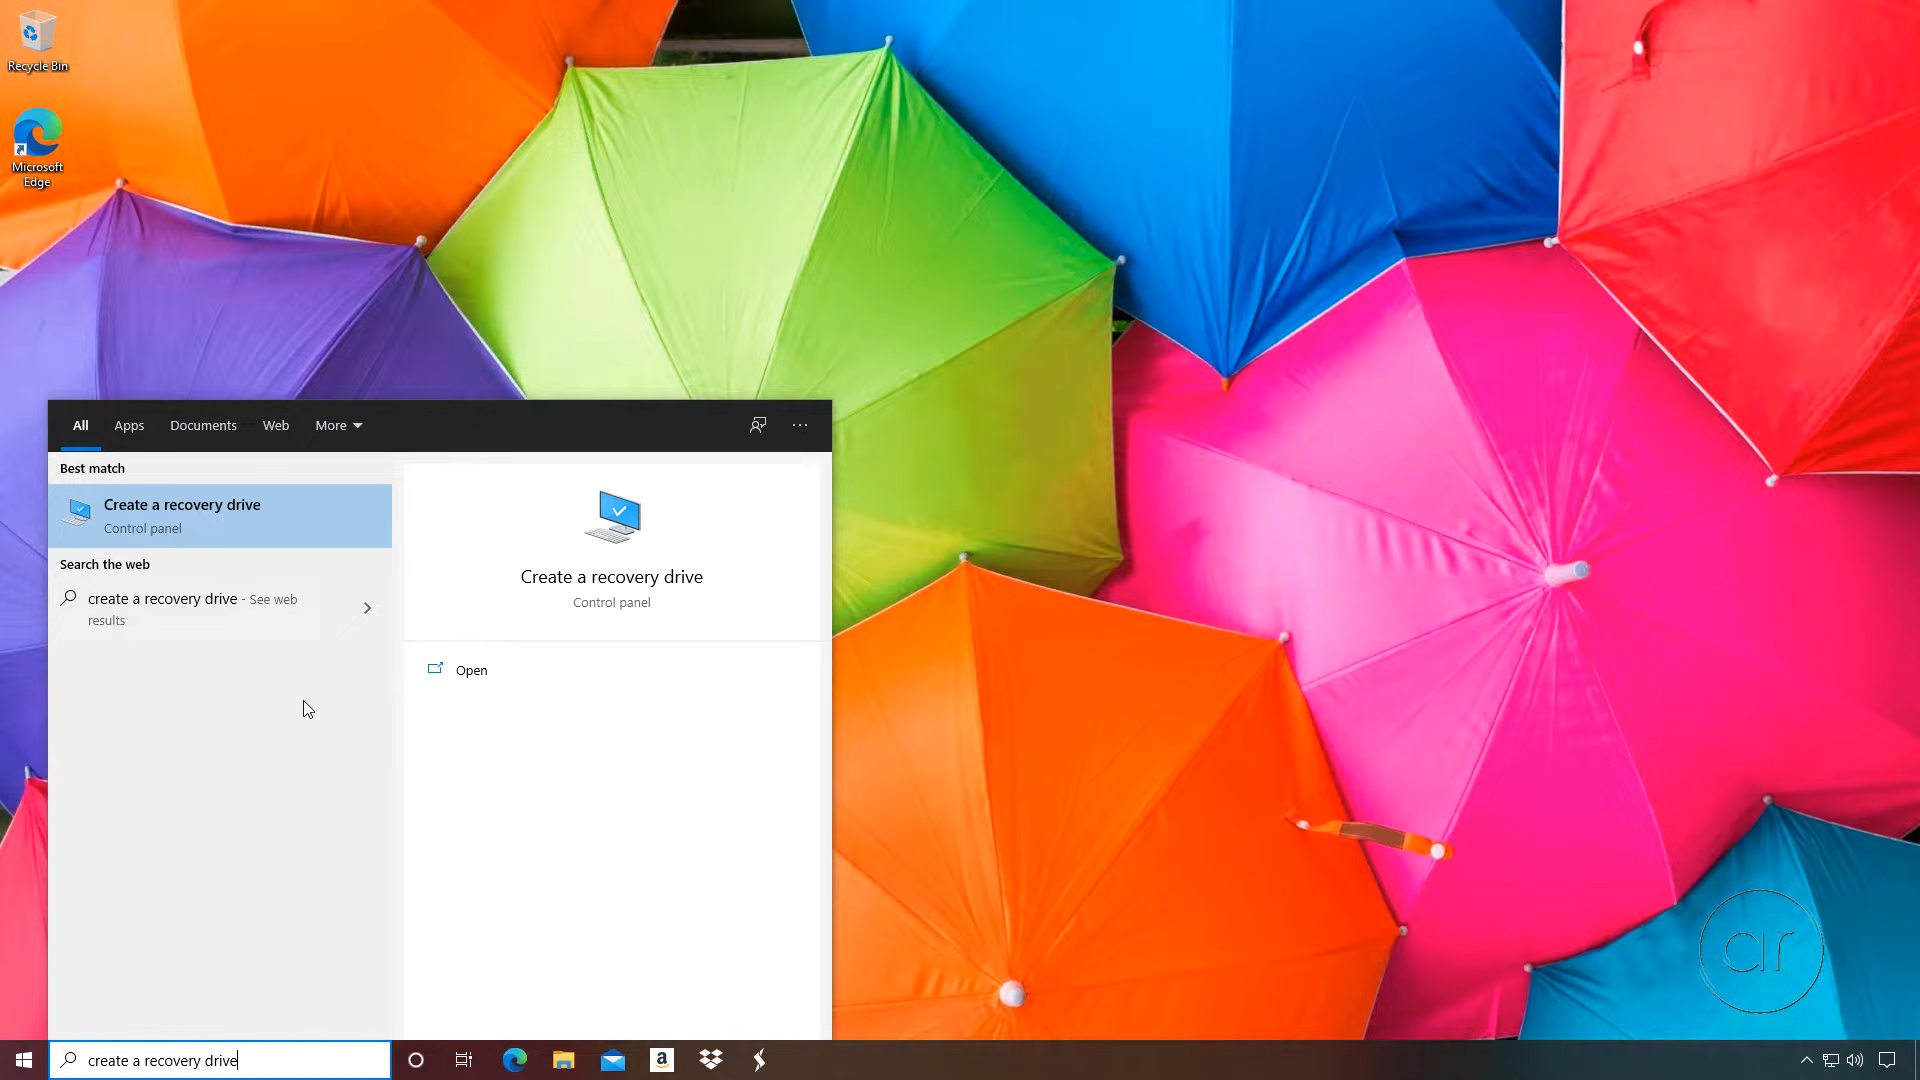 Recycle Bin
Microsoft
Edge
All Apps Documents Web More
Best match
Create a recovery drive
Control panel
Search the web
create a recovery drive - See web
results
Create a recovery drive
Control panel
Open
create a recovery drive
a
ar